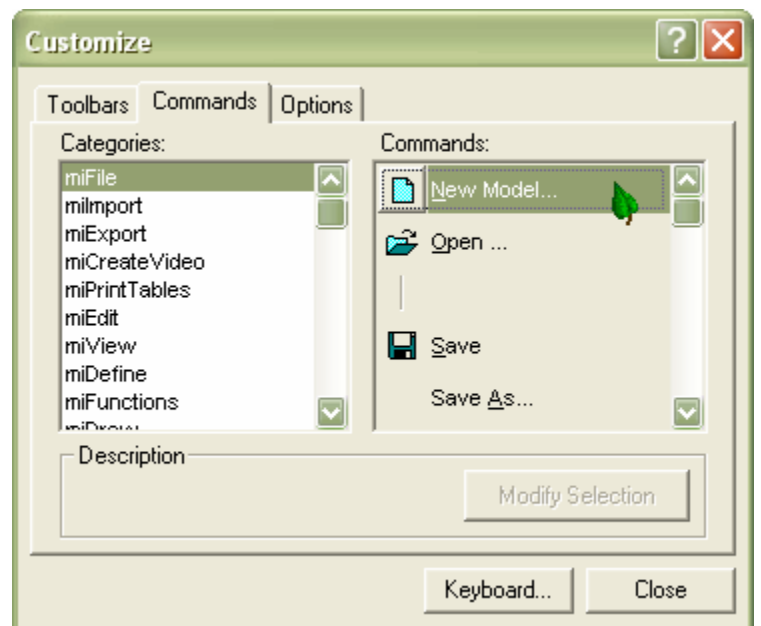 Customize
Toolbars Commands Options
Categories:
miFile
miImport
miExport
miCreateVideo
miPrintTables
miEdit
miView
miDefine
miFunctions
Commands:
New Model...
Open ...
Save
Save As...
Description
Modify Selection
Keyboard... Close